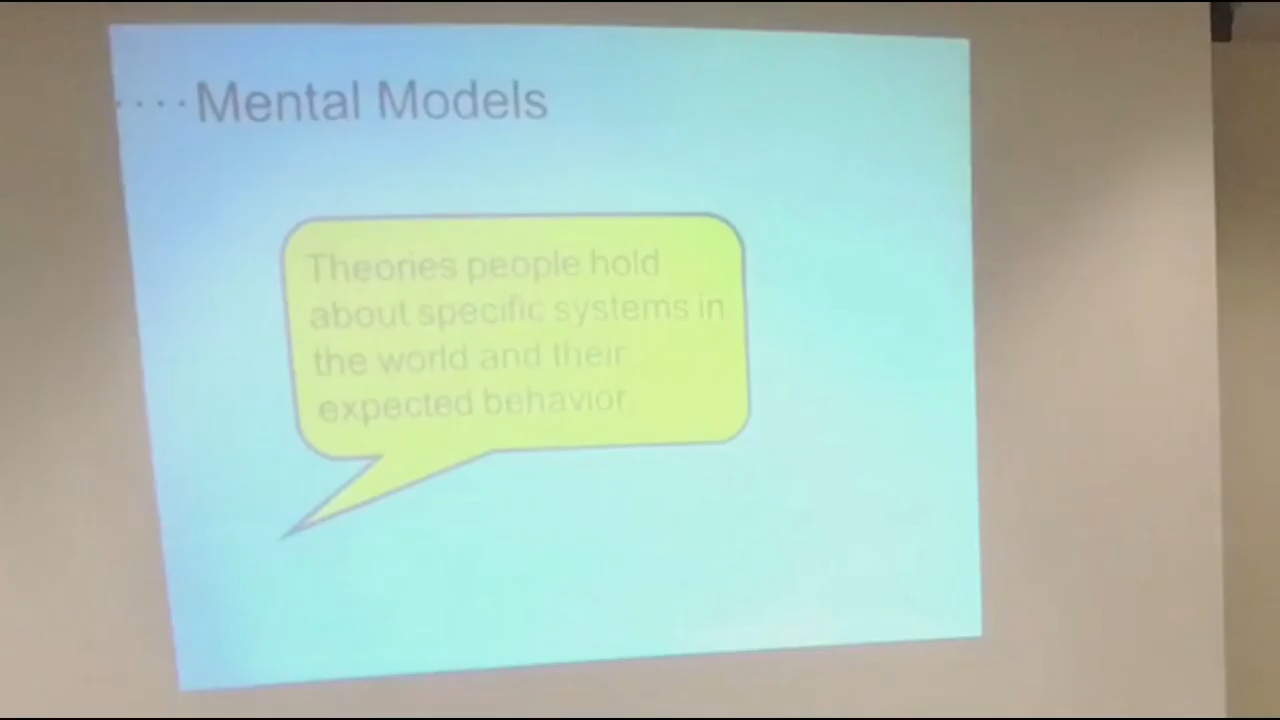 ....Mental Models
Theories people hold
about specific systems in
the world and their
expected behavior.